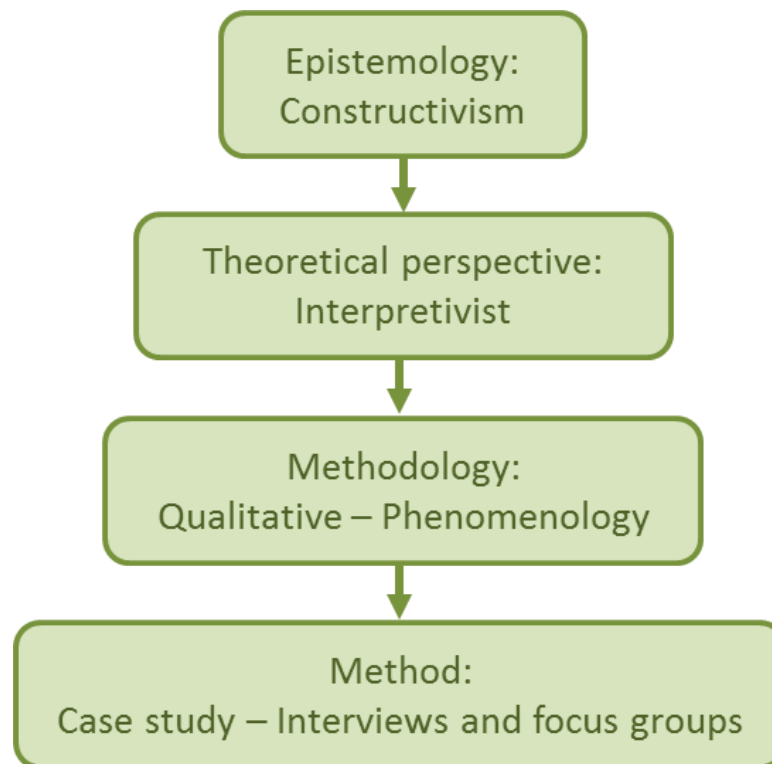 Epistemology:
Constructivism
Theoretical perspective:
Interpretivist
Methodology:
Qualitative – Phenomenology
Method:
Case study – Interviews and focus groups